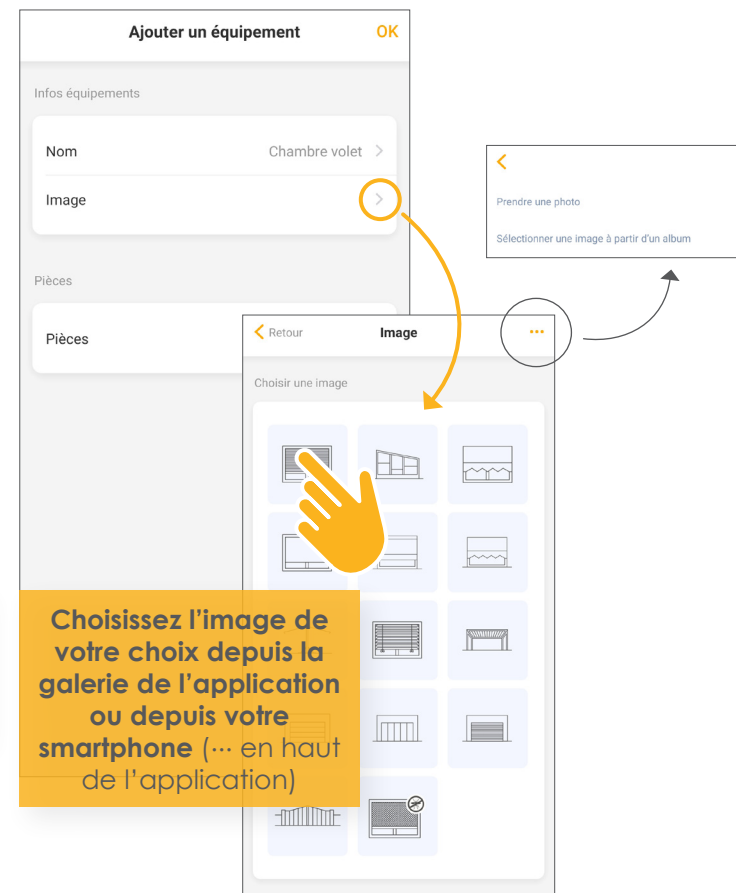 Ajouter un équipement
OK
Infos équipements
Nom
Chambre volet
Image
Pièces
Pièces
Prendre une photo
Sélectionner une image à partir d’un album
Retour
Image
···
Choisir une image
Choisissez l’image de
votre choix depuis la
galerie de l’application
ou depuis votre
smartphone (··· en haut
de l’application)